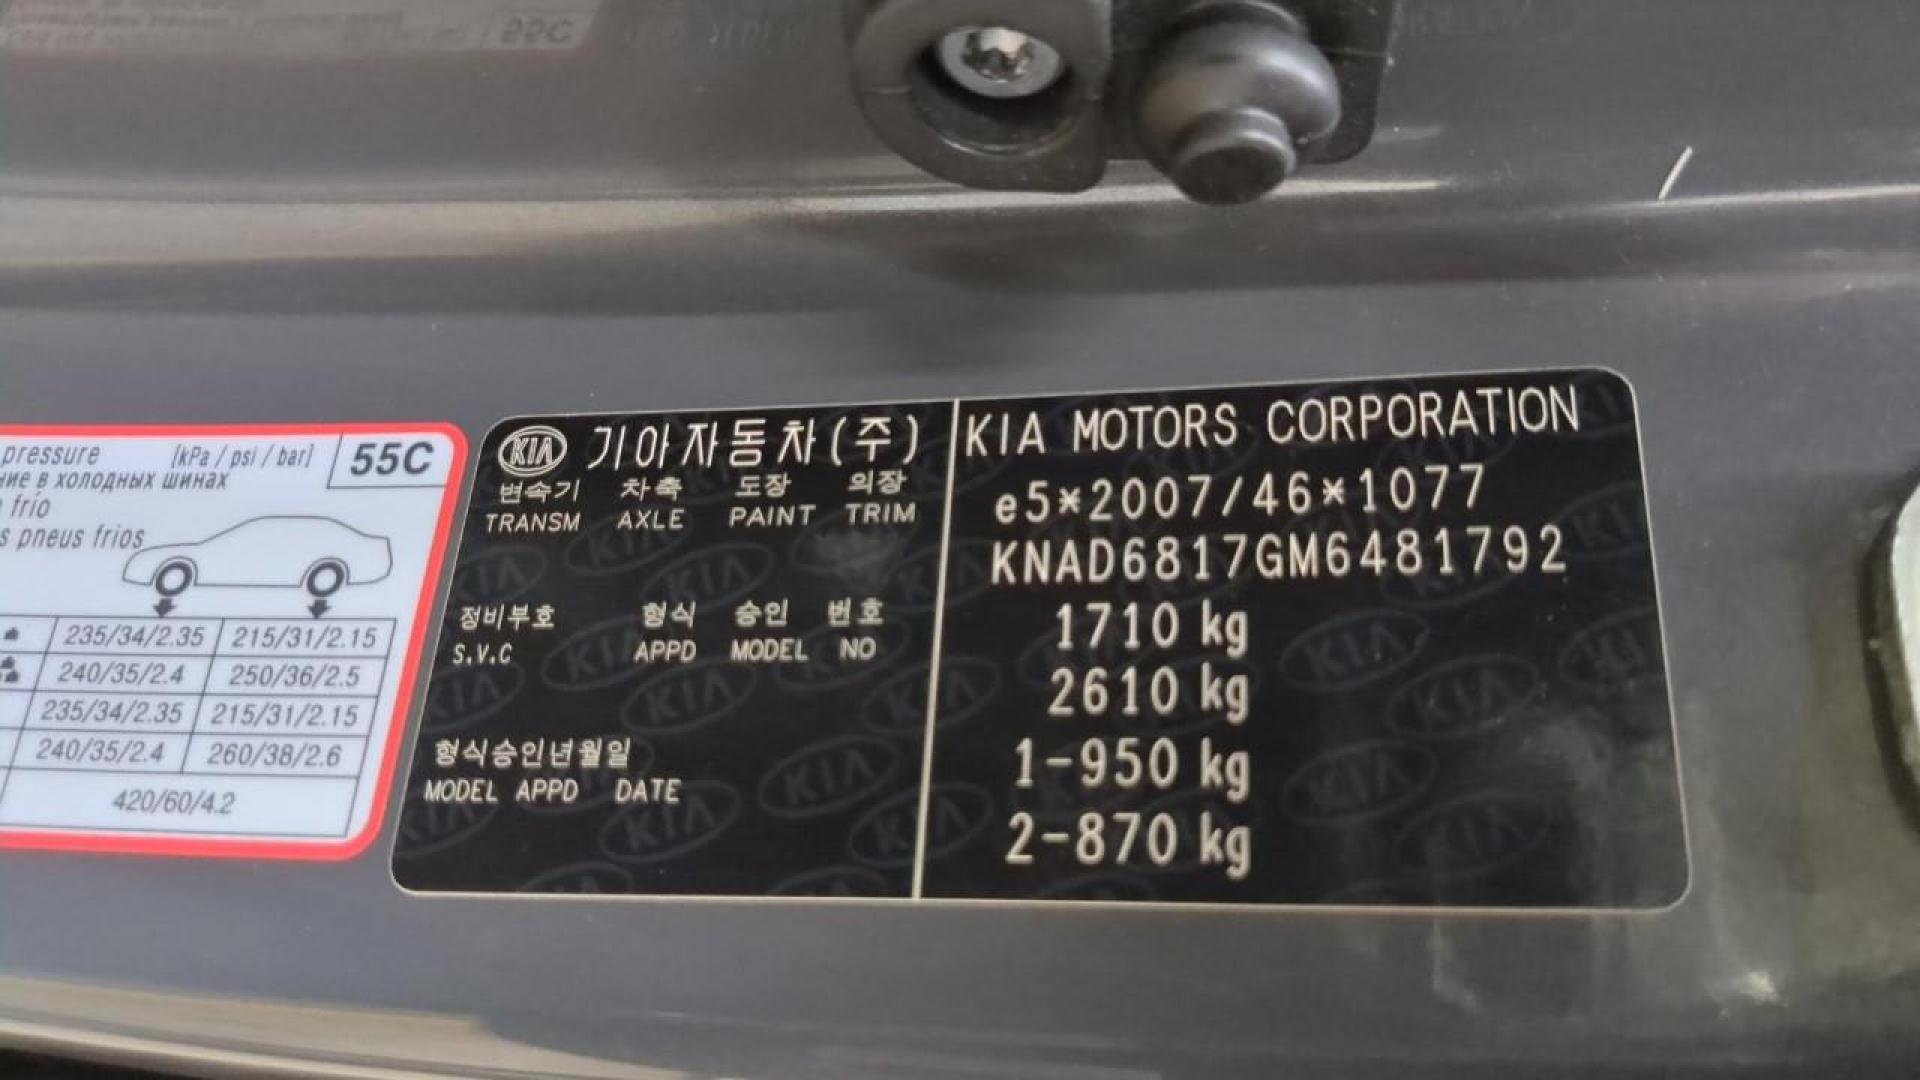 55C
pressure [kPa / psi / bar] 55C
ние в холодных шинах
frío
s pneus frios
235/34/2.35 215/31/2.15
240/35/2.4 250/36/2.5
235/34/2.35 215/31/2.15
240/35/2.4 260/38/2.6
420/60/4.2
KIA 기아자동차(주)
변속기 차축 도장 의장
TRANSM AXLE PAINT TRIM
정비부호 형식 승인 번호
S.V.C APPD MODEL NO
형식승인년월일
MODEL APPD DATE
KIA MOTORS CORPORATION
e5*2007/46*1077
KNAD6817GM6481792
1710 kg
2610 kg
1-950 kg
2-870 kg